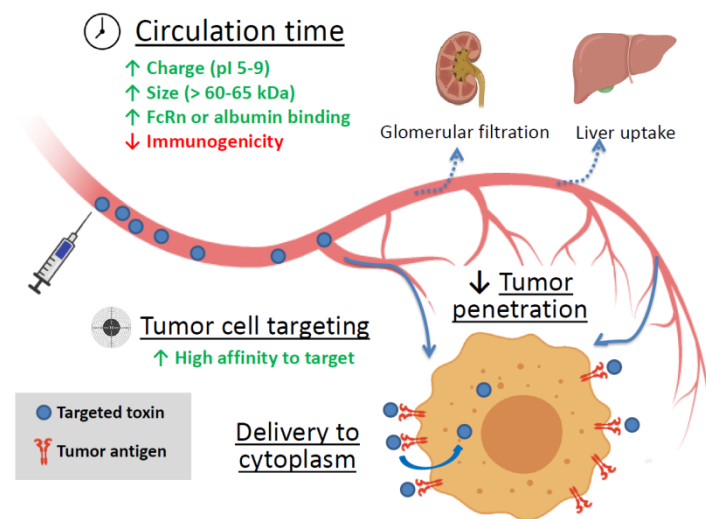 Circulation time
↑ Charge (pI 5-9)
↑ Size (> 60-65 kDa)
↑ FcRn or albumin binding
↓ Immunogenicity
Glomerular filtration
Liver uptake
↓ Tumor
penetration
Tumor cell targeting
↑ High affinity to target
Targeted toxin
Tumor antigen
Delivery to
cytoplasm